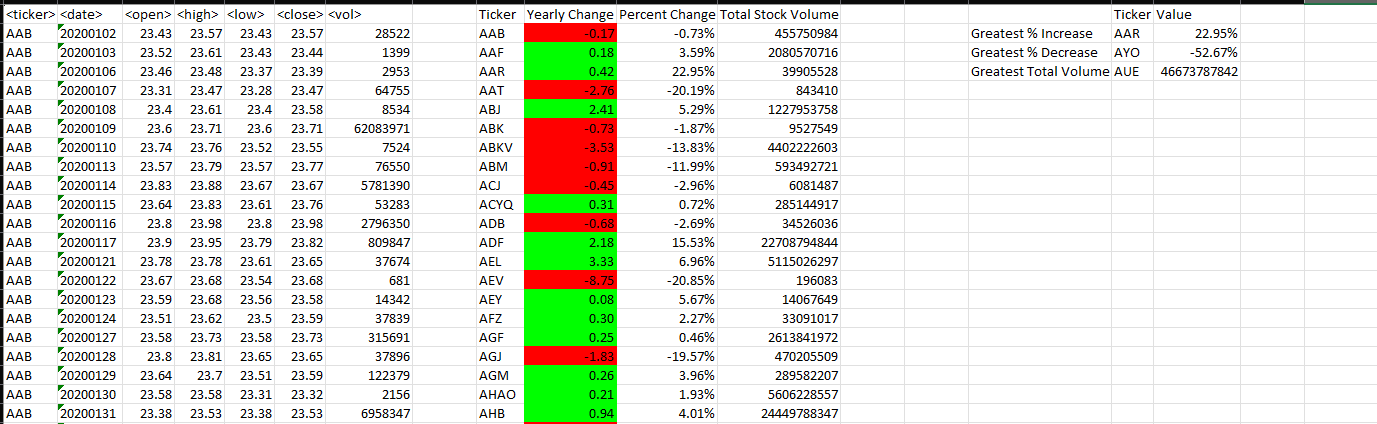 <ticker> <date> <open> <high> <low> <close> <vol> Ticker Yearly Change Percent Change Total Stock Volume Ticker Value
AAB 20200102 23.43 23.57 23.43 23.57 28522 AAB -0.17 -0.73% 455750984 Greatest % Increase AAR 22.95%
AAB 20200103 23.52 23.61 23.43 23.44 1399 AAF 0.18 3.59% 2080570716 Greatest % Decrease AYO -52.67%
AAB 20200106 23.46 23.48 23.37 23.39 2953 AAR 0.42 22.95% 39905528 Greatest Total Volume AUE 46673787842
AAB 20200107 23.31 23.47 23.28 23.47 64755 AAT -2.76 -20.19% 843410
AAB 20200108 23.4 23.61 23.4 23.58 8534 ABJ 2.41 5.29% 1227953758
AAB 20200109 23.6 23.71 23.6 23.71 62083971 ABK -0.73 -1.87% 9527549
AAB 20200110 23.74 23.76 23.52 23.55 7524 ABKV -3.53 -13.83% 4402222603
AAB 20200113 23.57 23.79 23.57 23.77 76550 ABM -0.91 -11.99% 593492721
AAB 20200114 23.83 23.88 23.67 23.67 5781390 ACJ -0.45 -2.96% 6081487
AAB 20200115 23.64 23.83 23.61 23.76 53283 ACYQ 0.31 0.72% 285144917
AAB 20200116 23.8 23.98 23.8 23.98 2796350 ADB -0.68 -2.69% 34526036
AAB 20200117 23.9 23.95 23.79 23.82 809847 ADF 2.18 15.53% 22708794844
AAB 20200121 23.78 23.78 23.61 23.65 37674 AEL 3.33 6.96% 5115026297
AAB 20200122 23.67 23.68 23.54 23.68 681 AEV -8.75 -20.85% 196083
AAB 20200123 23.59 23.68 23.56 23.58 14342 AEY 0.08 5.67% 14067649
AAB 20200124 23.51 23.62 23.5 23.59 37839 AFZ 0.30 2.27% 33091017
AAB 20200127 23.58 23.73 23.58 23.73 315691 AGF 0.25 0.46% 2613841972
AAB 20200128 23.8 23.81 23.65 23.65 37896 AGJ -1.83 -19.57% 470205509
AAB 20200129 23.64 23.7 23.51 23.59 122379 AGM 0.26 3.96% 289582207
AAB 20200130 23.58 23.58 23.31 23.32 2156 AHAO 0.21 1.93% 5606228557
AAB 20200131 23.38 23.53 23.38 23.53 6958347 AHB 0.94 4.01% 24449788347